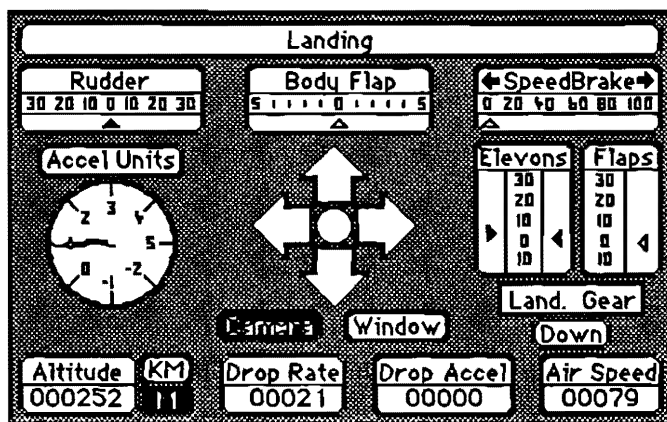 Landing
Rudder
30 20 10 0 10 20 30
Body Flap
5 0 5
SpeedBrake
0 20 40 60 80 100
Accel Units
2 3 4
1 5
0 -1 -2
Elevons
30
20
10
0
10
Flaps
30
20
10
0
10
Camera
Window
Land. Gear
Down
Altitude
000252
KM
M
Drop Rate
00021
Drop Accel
00000
Air Speed
00079